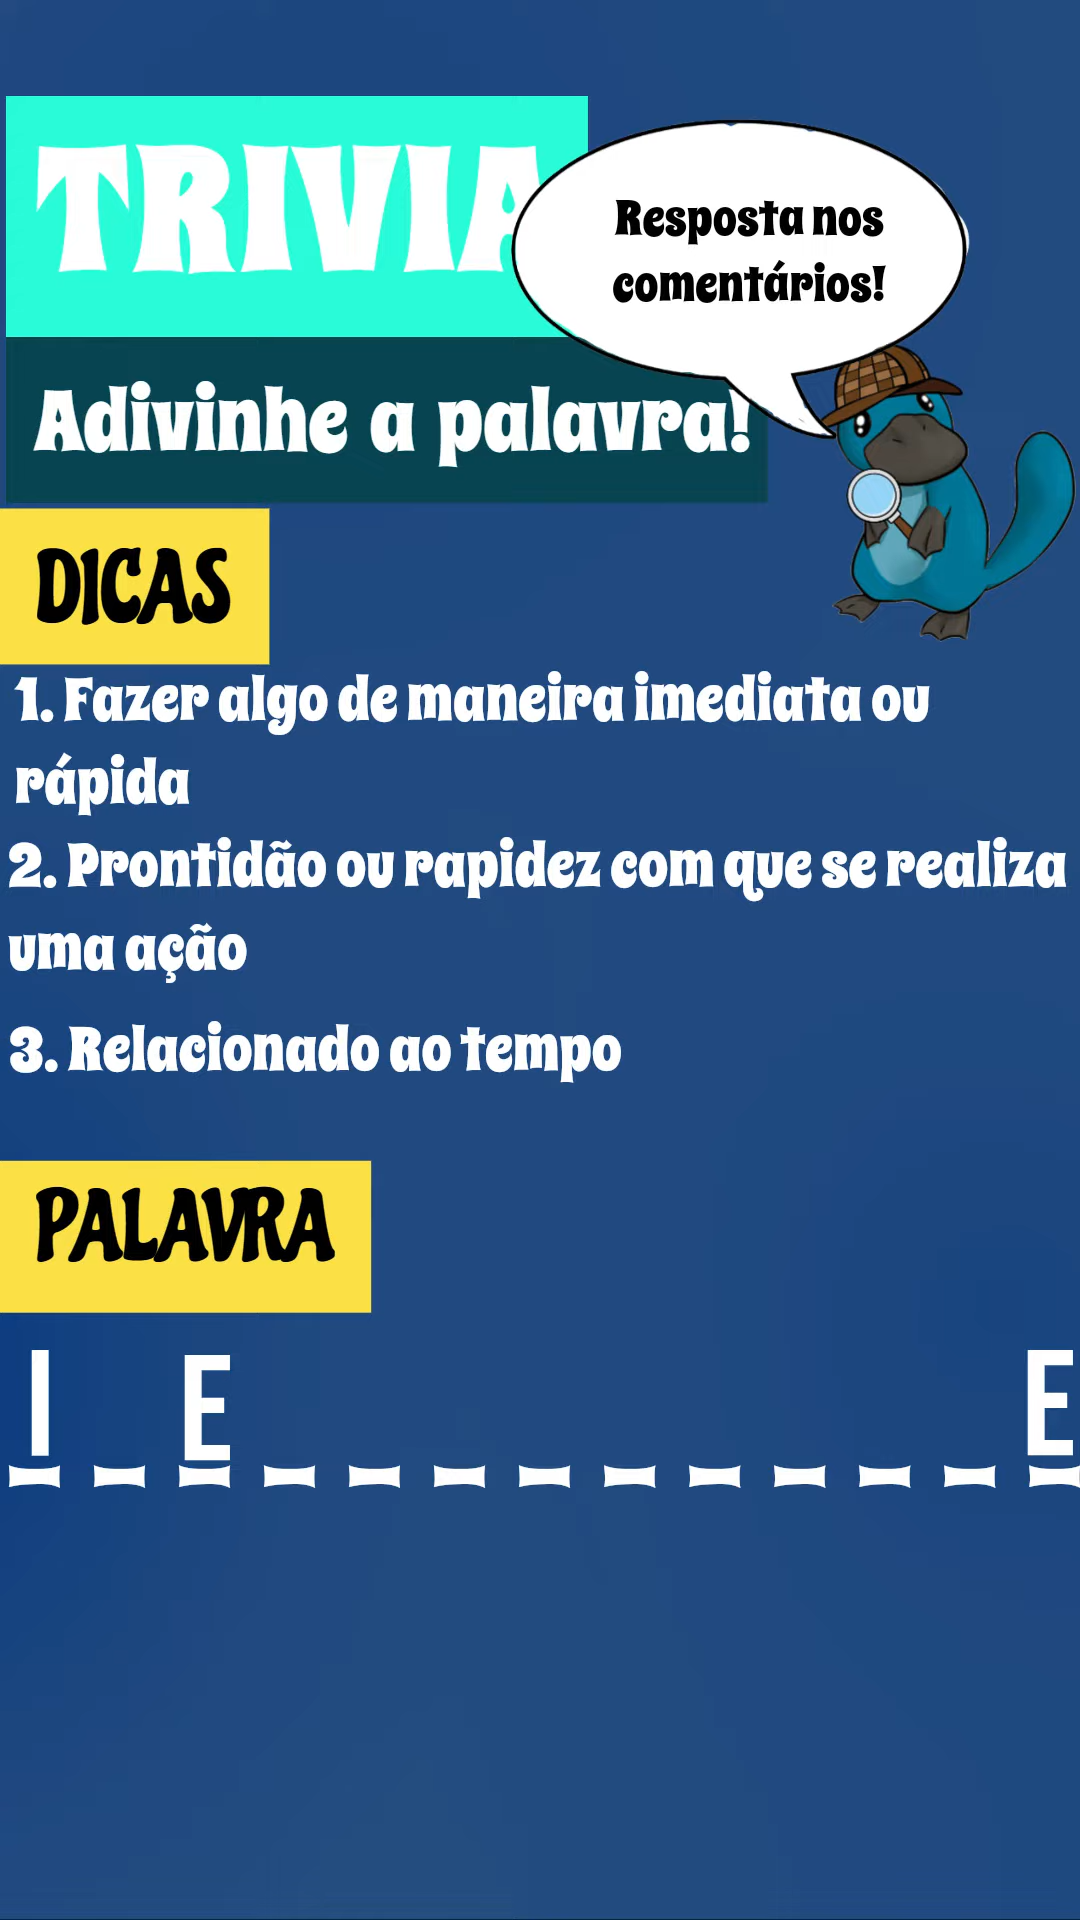 TRIVIA
Resposta nos
comentários!
Adivinhe a palavra!
DICAS
1. Fazer algo de maneira imediata ou
rápida
2. Prontidão ou rapidez com que se realiza
uma ação
3. Relacionado ao tempo
PALAVRA
I _ E _ _ _ _ _ _ _ _ _ E